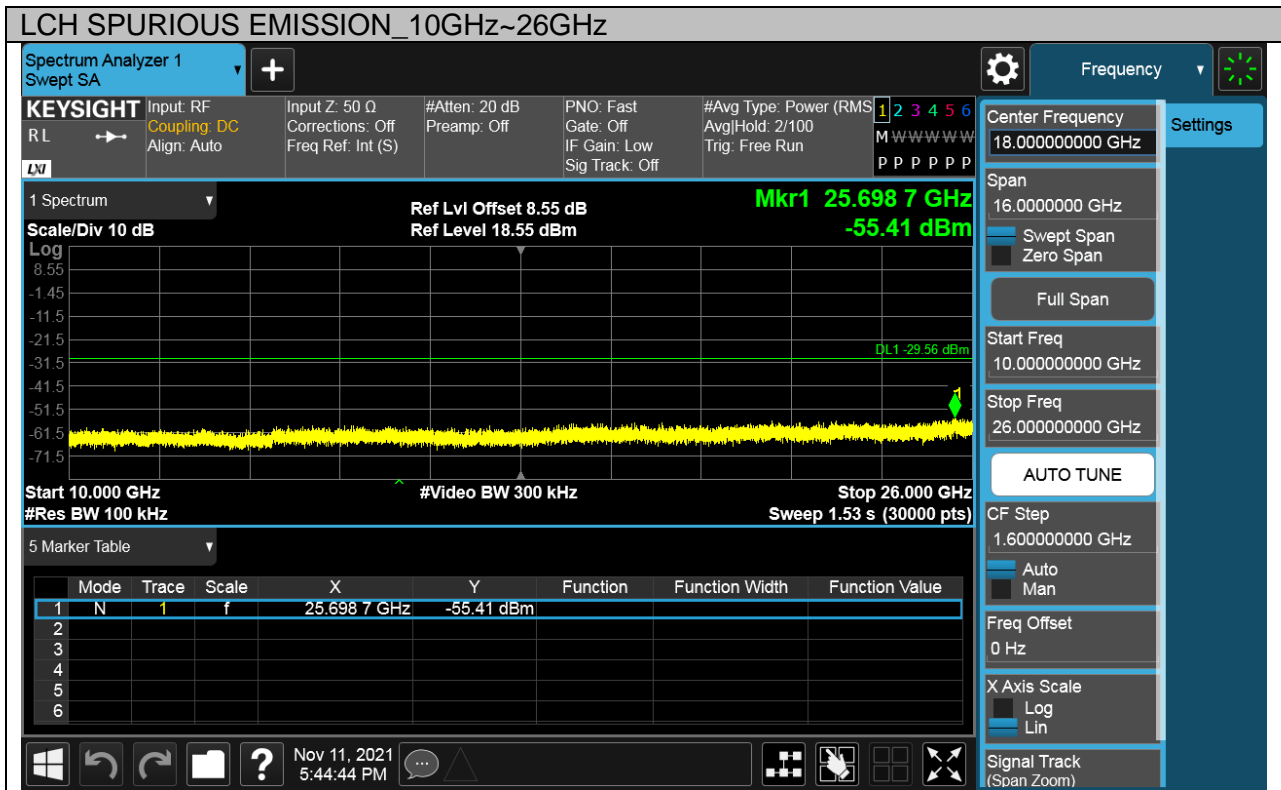 LCH SPURIOUS EMISSION_10GHz~26GHz
Spectrum Analyzer 1
Swept SA
Frequency
KEYSIGHT
RL
LXI
Input: RF
Coupling: DC
Align: Auto
Input Z: 50 Ω
Corrections: Off
Freq Ref: Int (S)
#Atten: 20 dB
Preamp: Off
PNO: Fast
Gate: Off
IF Gain: Low
Sig Track: Off
#Avg Type: Power (RMS
Avg|Hold: 2/100
Trig: Free Run
1 2 3 4 5 6
M W W W W W
P P P P P P
1 Spectrum
Scale/Div 10 dB
Ref Lvl Offset 8.55 dB
Ref Level 18.55 dBm
Mkr1 25.698 7 GHz
-55.41 dBm
Log
8.55
-1.45
-11.5
-21.5
-31.5
-41.5
-51.5
-61.5
-71.5
DL1 -29.56 dBm
1
Start 10.000 GHz
#Video BW 300 kHz
Stop 26.000 GHz
#Res BW 100 kHz
Sweep 1.53 s (30000 pts)
5 Marker Table
Mode Trace Scale X Y Function Function Width Function Value
1 N 1 f 25.698 7 GHz -55.41 dBm
2
3
4
5
6
Nov 11, 2021
5:44:44 PM
Center Frequency
18.000000000 GHz
Settings
Span
16.0000000 GHz
Swept Span
Zero Span
Full Span
Start Freq
10.000000000 GHz
Stop Freq
26.000000000 GHz
AUTO TUNE
CF Step
1.600000000 GHz
Auto
Man
Freq Offset
0 Hz
X Axis Scale
Log
Lin
Signal Track
(Span Zoom)